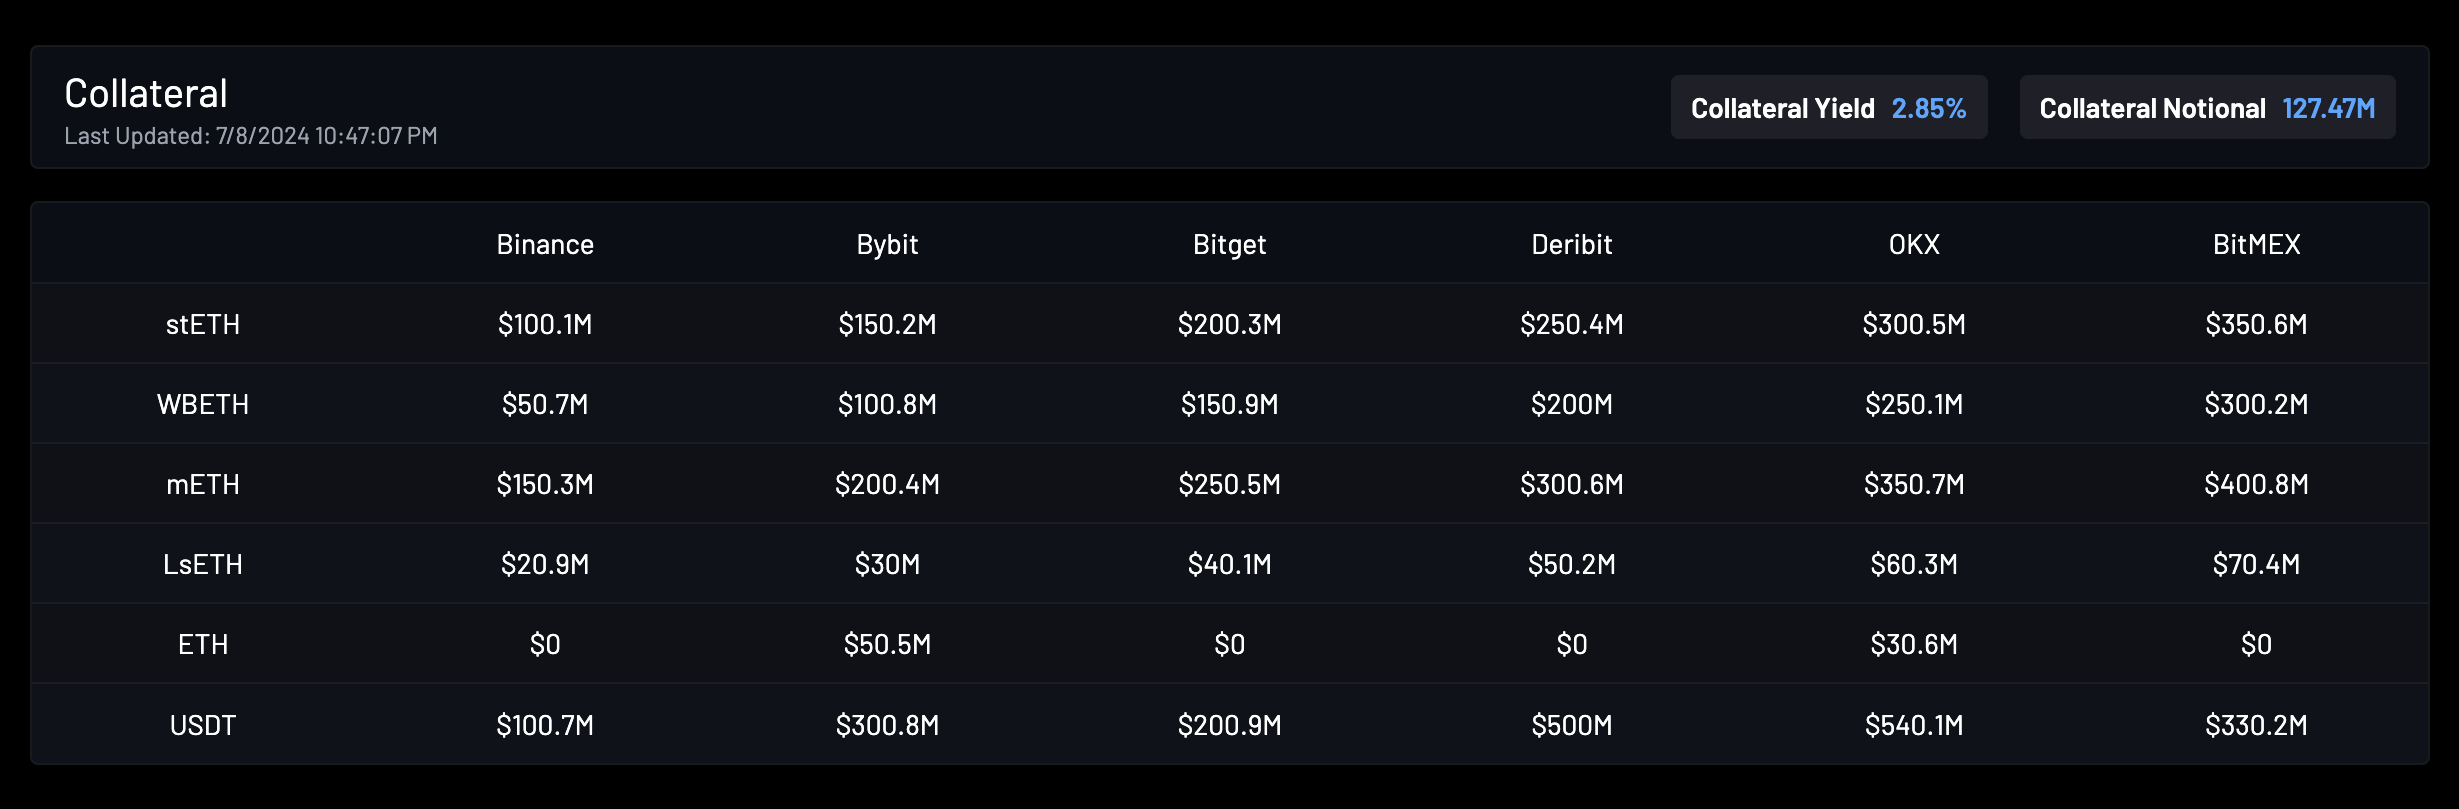 Collateral
Last Updated: 7/8/2024 10:47:07 PM
Collateral Yield 2.85%
Collateral Notional 127.47M
Binance Bybit Bitget Deribit OKX BitMEX
stETH $100.1M $150.2M $200.3M $250.4M $300.5M $350.6M
WBETH $50.7M $100.8M $150.9M $200M $250.1M $300.2M
mETH $150.3M $200.4M $250.5M $300.6M $350.7M $400.8M
LsETH $20.9M $30M $40.1M $50.2M $60.3M $70.4M
ETH $0 $50.5M $0 $0 $30.6M $0
USDT $100.7M $300.8M $200.9M $500M $540.1M $330.2M